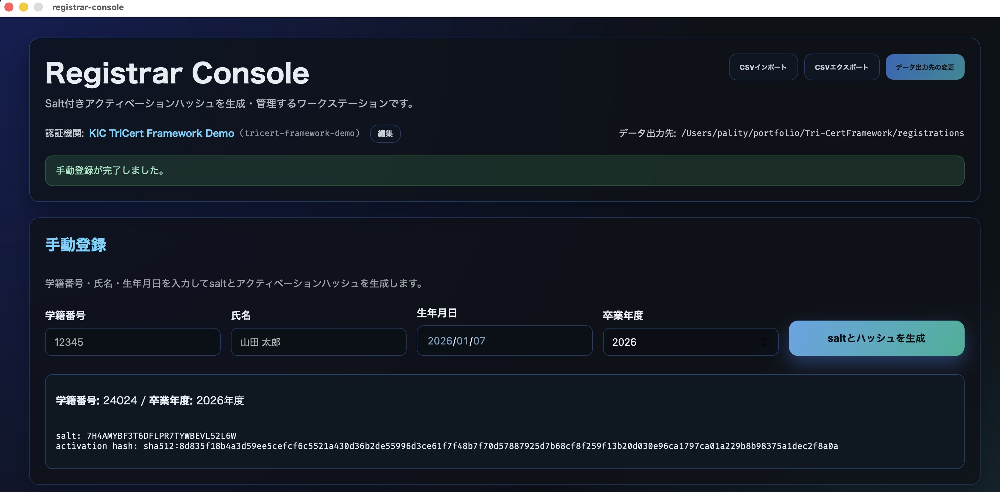 registrar-console
Registrar Console
CSVインポート
CSVエクスポート
データ出力先の変更
Salt付きアクティベーションハッシュを生成・管理するワークステーションです。
認証機関: KIC TriCert Framework Demo (tricert-framework-demo) 編集
データ出力先: /Users/pality/portfolio/Tri-CertFramework/registrations
手動登録が完了しました。
手動登録
学籍番号・氏名・生年月日を入力してsaltとアクティベーションハッシュを生成します。
学籍番号
12345
氏名
山田 太郎
生年月日
2026/01/07
卒業年度
2026
saltとハッシュを生成
学籍番号: 24024 / 卒業年度: 2026年度
salt: 7H4AMYBF3T6DFLPR7TYWBEVL52L6W
activation hash: sha512:8d835f18b4a3d59ee5cefcf6c5521a430d36b2de55996d3ce61f7f48b7f70d57887925d7b68cf8f259f13b20d030e96ca1797ca01a229b8b98375a1dec2f8a0a